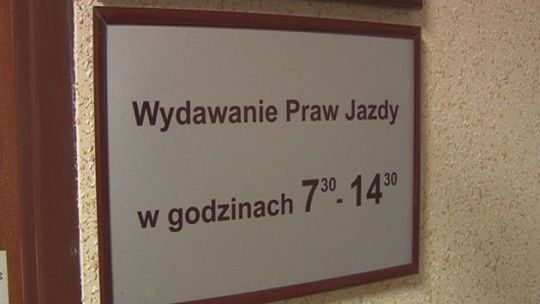 Wydawanie Praw Jazdy
w godzinach 7³⁰- 14³⁰